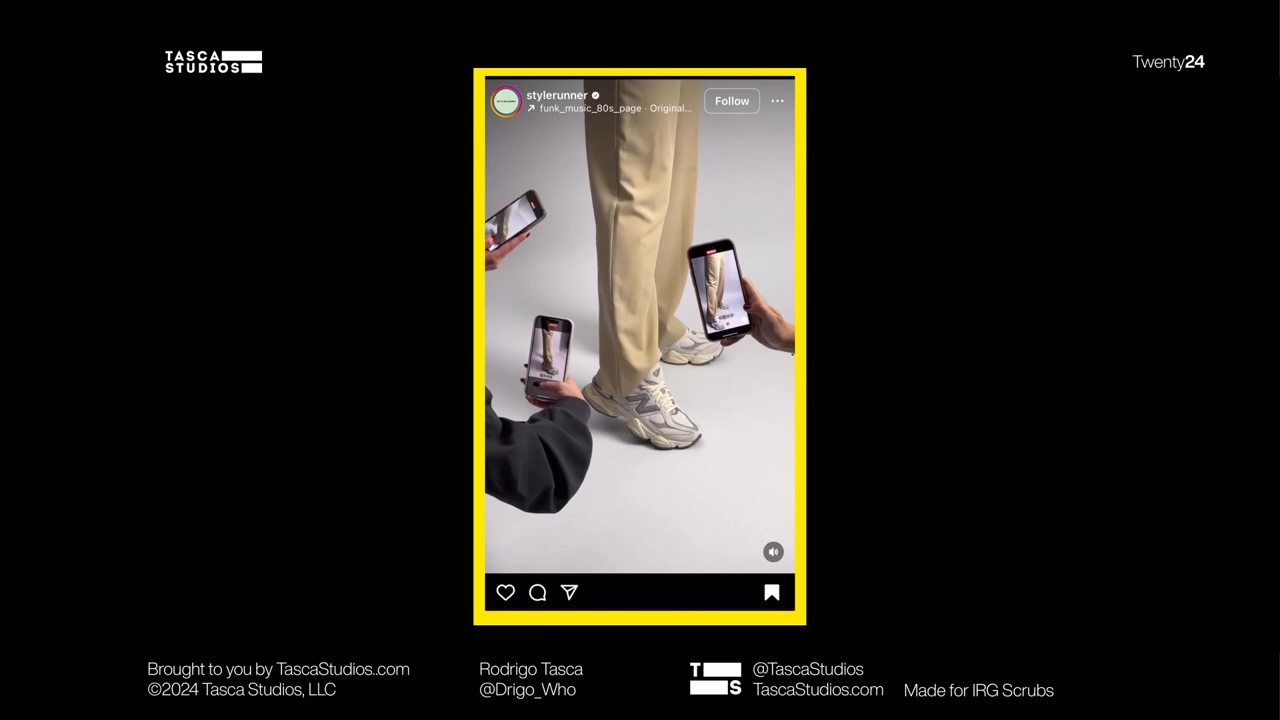 TASCA
STUDIOS
Twenty24
stylerunner
funk_music_80s_page · Original...
Follow
Brought to you by TascaStudios..com
©2024 Tasca Studios, LLC
Rodrigo Tasca
@Drigo_Who
T
S
@TascaStudios
TascaStudios.com
Made for IRG Scrubs